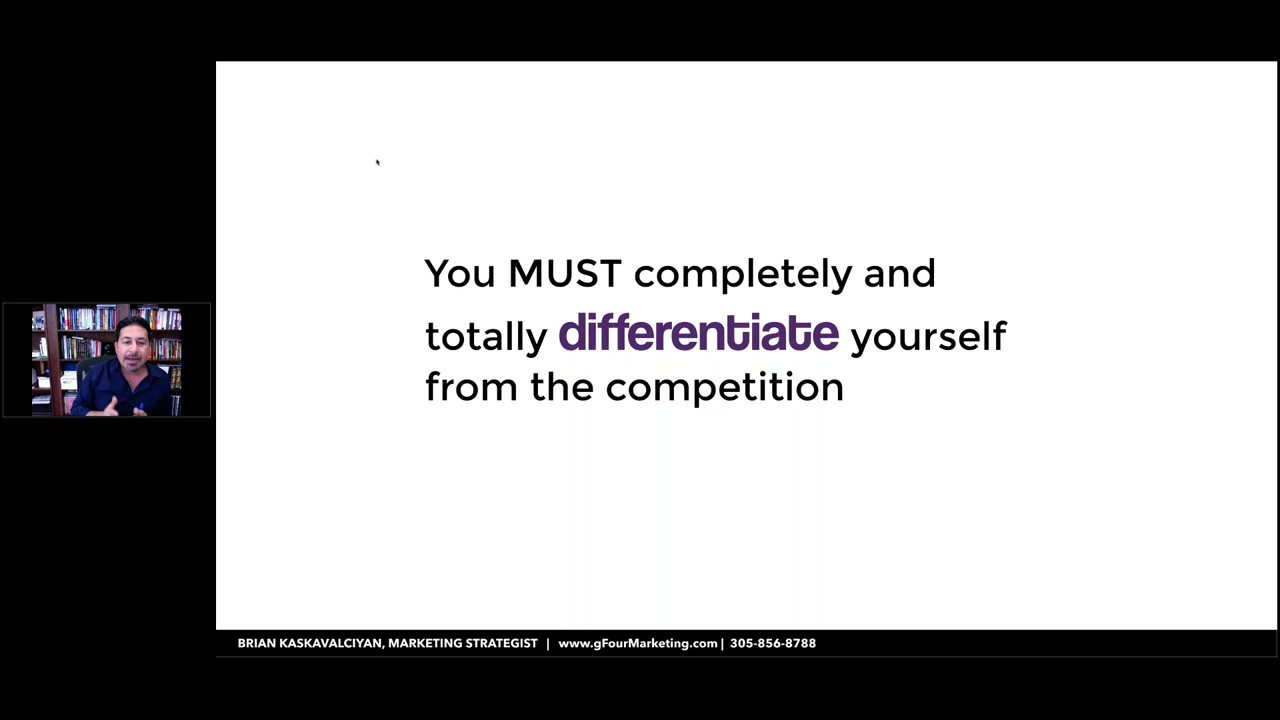 You MUST completely and
totally differentiate yourself
from the competition
BRIAN KASKAVALCIYAN, MARKETING STRATEGIST | www.gFourMarketing.com | 305-856-8788